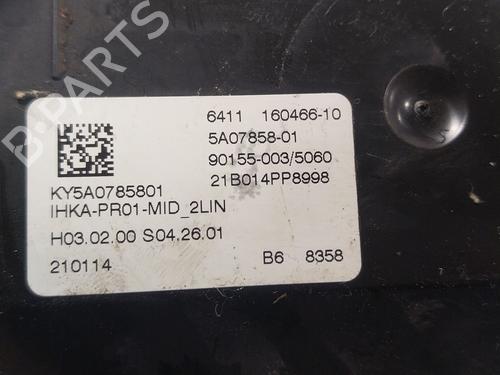 6411 160466-10
5A07858-01
90155-003/5060
21B014PP8998
KY5A0785801
IHKA-PR01-MID_2LIN
H03.02.00 S04.26.01
210114 B6 8358
B-PARTS